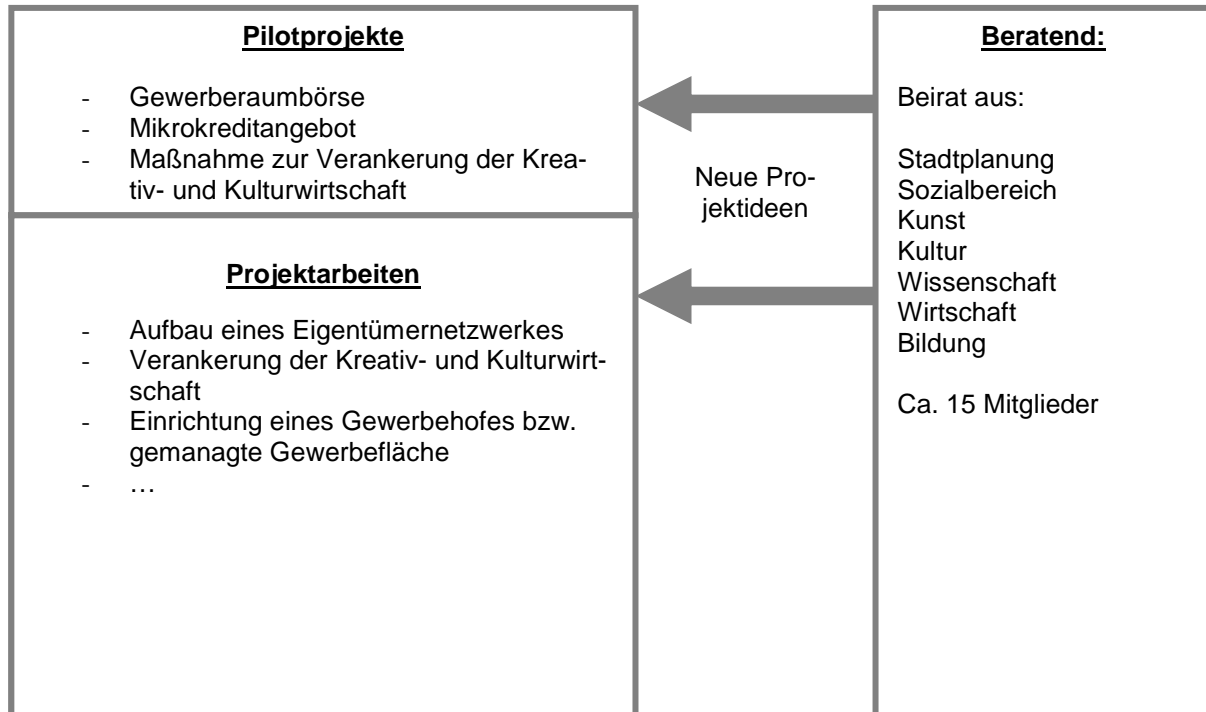 Pilotprojekte
- Gewerberaumbörse
- Mikrokreditangebot
- Maßnahme zur Verankerung der Krea-
tiv- und Kulturwirtschaft
Projektarbeiten
- Aufbau eines Eigentümernetzwerkes
- Verankerung der Kreativ- und Kulturwirt-
schaft
- Einrichtung eines Gewerbehofes bzw.
gemanagte Gewerbefläche
- …
Neue Pro-
jektideen
Beratend:
Beirat aus:
Stadtplanung
Sozialbereich
Kunst
Kultur
Wissenschaft
Wirtschaft
Bildung
Ca. 15 Mitglieder